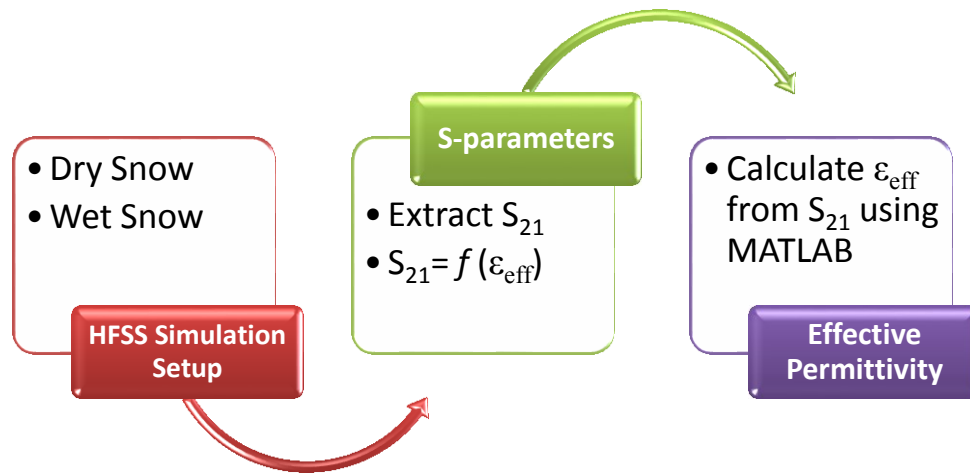 • Dry Snow
• Wet Snow
HFSS Simulation
Setup
S-parameters
• Extract S₂₁
• S₂₁= f (εeff)
• Calculate εeff
from S₂₁ using
MATLAB
Effective
Permittivity